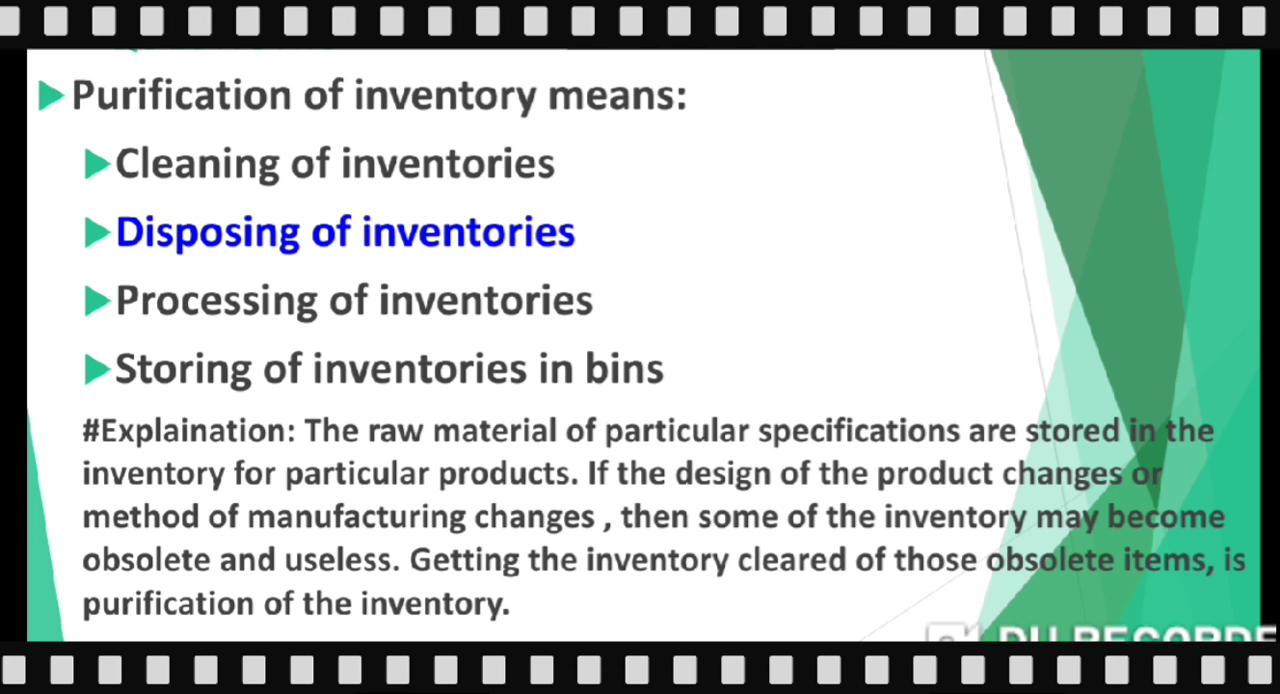 Purification of inventory means:
Cleaning of inventories
Disposing of inventories
Processing of inventories
Storing of inventories in bins
#Explaination: The raw material of particular specifications are stored in the
inventory for particular products. If the design of the product changes or
method of manufacturing changes , then some of the inventory may become
obsolete and useless. Getting the inventory cleared of those obsolete items, is
purification of the inventory.
DU RECORDE